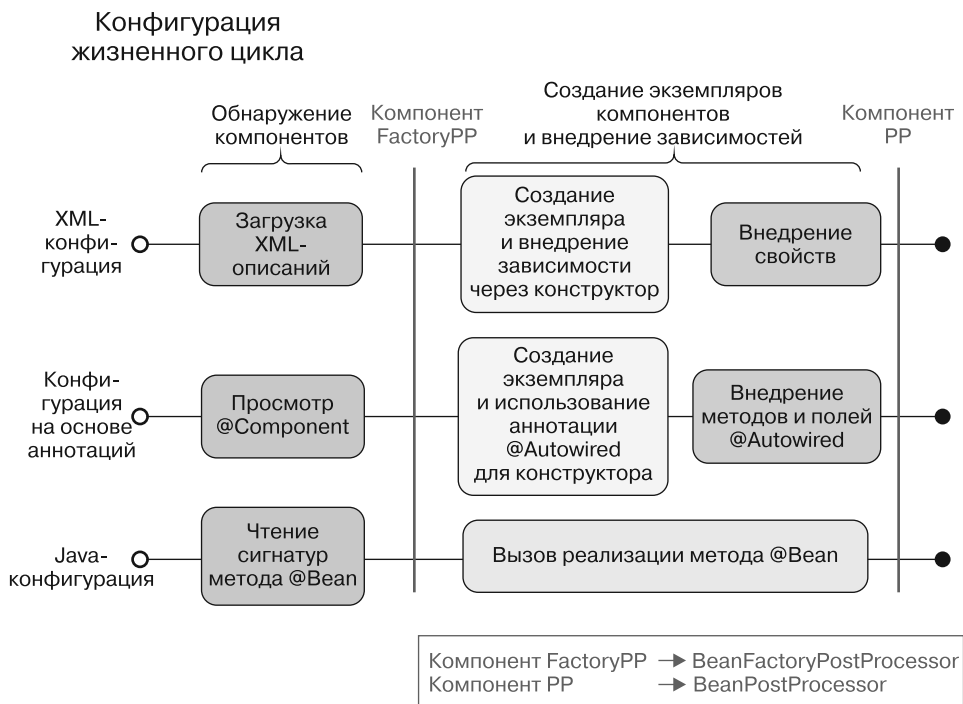 Конфигурация
жизненного цикла
Обнаружение
компонентов
Компонент
FactoryPP
Создание экземпляров
компонентов
и внедрение зависимостей
Компонент
PP
XML-
конфи-
гурация
Загрузка
XML-
описаний
Создание
экземпляра
и внедрение
зависимости
через конструктор
Внедрение
свойств
Конфи-
гурация
на основе
аннотаций
Просмотр
@Component
Создание
экземпляра
и использование
аннотации
@Autowired
для конструктора
Внедрение
методов и полей
@Autowired
Java-
конфигурация
Чтение
сигнатур
метода @Bean
Вызов реализации метода @Bean
Компонент FactoryPP → BeanFactoryPostProcessor
Компонент PP → BeanPostProcessor